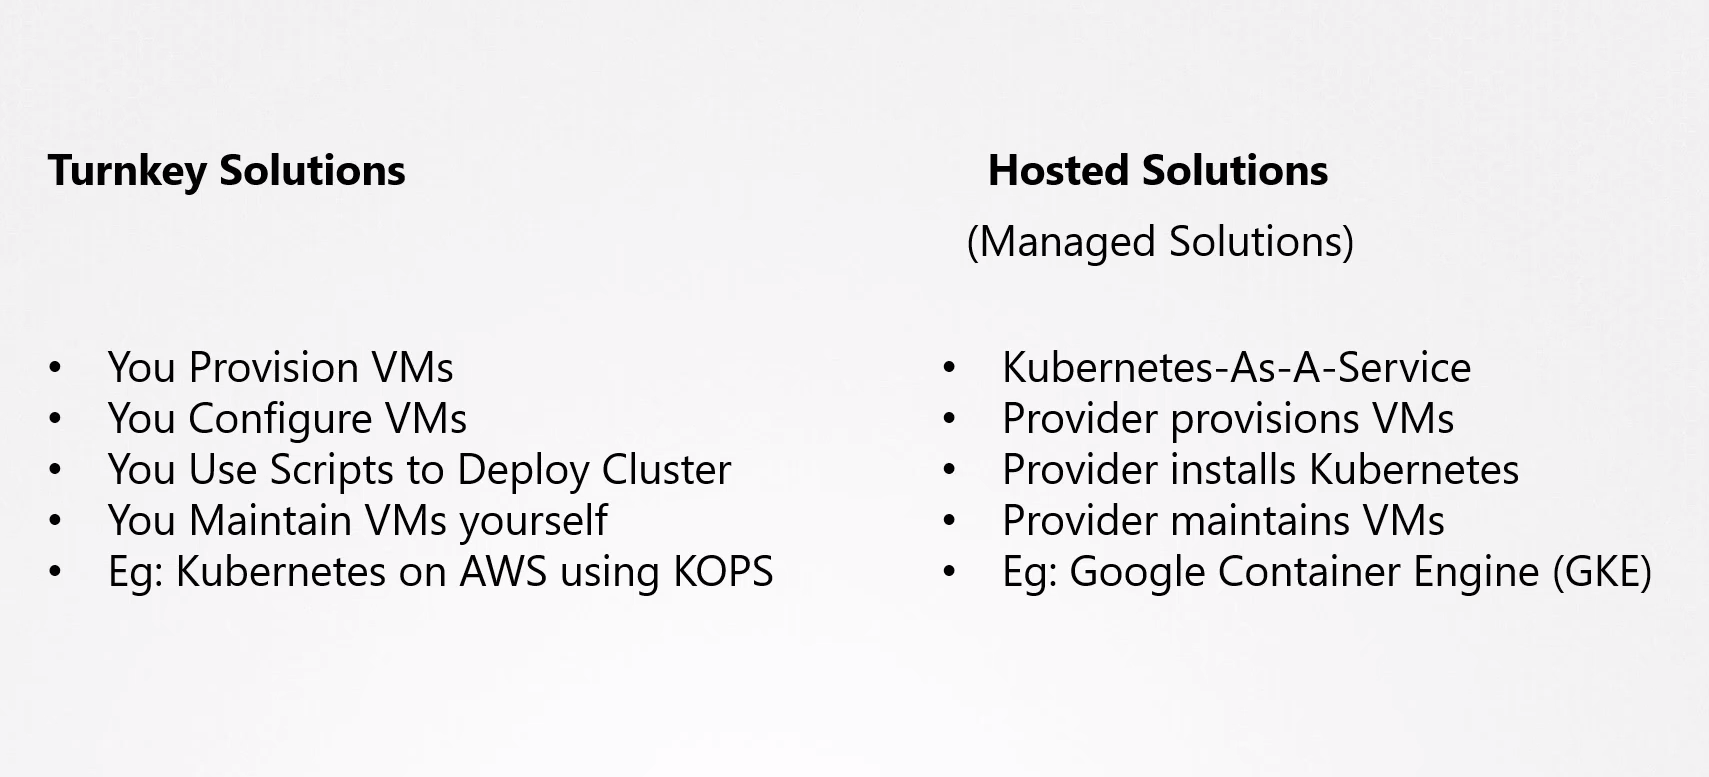 Turnkey Solutions
• You Provision VMs
• You Configure VMs
• You Use Scripts to Deploy Cluster
• You Maintain VMs yourself
• Eg: Kubernetes on AWS using KOPS
Hosted Solutions
(Managed Solutions)
• Kubernetes-As-A-Service
• Provider provisions VMs
• Provider installs Kubernetes
• Provider maintains VMs
• Eg: Google Container Engine (GKE)